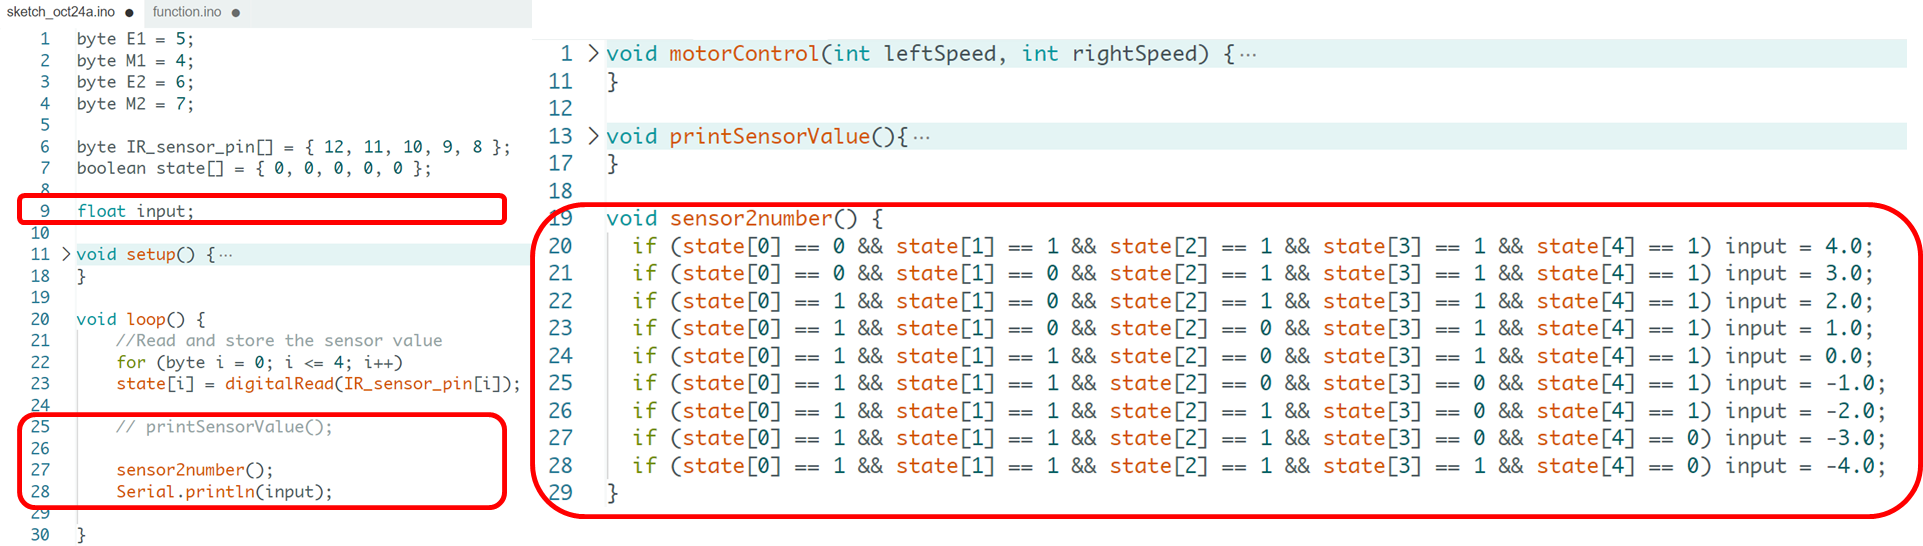 sketch_oct24a.ino ● function.ino ●
1 byte E1 = 5;
2 byte M1 = 4;
3 byte E2 = 6;
4 byte M2 = 7;
5
6 byte IR_sensor_pin[] = { 12, 11, 10, 9, 8 };
7 boolean state[] = { 0, 0, 0, 0, 0 };
8
9 float input;
10
11 > void setup() {···
18 }
19
20 void loop() {
21 //Read and store the sensor value
22 for (byte i = 0; i <= 4; i++)
23 state[i] = digitalRead(IR_sensor_pin[i]);
24
25 // printSensorValue();
26
27 sensor2number();
28 Serial.println(input);
29
30 }
1 > void motorControl(int leftSpeed, int rightSpeed) {···
11 }
12
13 > void printSensorValue(){···
17 }
18
19 void sensor2number() {
20 if (state[0] == 0 && state[1] == 1 && state[2] == 1 && state[3] == 1 && state[4] == 1) input = 4.0;
21 if (state[0] == 0 && state[1] == 0 && state[2] == 1 && state[3] == 1 && state[4] == 1) input = 3.0;
22 if (state[0] == 1 && state[1] == 0 && state[2] == 1 && state[3] == 1 && state[4] == 1) input = 2.0;
23 if (state[0] == 1 && state[1] == 0 && state[2] == 0 && state[3] == 1 && state[4] == 1) input = 1.0;
24 if (state[0] == 1 && state[1] == 1 && state[2] == 0 && state[3] == 1 && state[4] == 1) input = 0.0;
25 if (state[0] == 1 && state[1] == 1 && state[2] == 0 && state[3] == 0 && state[4] == 1) input = -1.0;
26 if (state[0] == 1 && state[1] == 1 && state[2] == 1 && state[3] == 0 && state[4] == 1) input = -2.0;
27 if (state[0] == 1 && state[1] == 1 && state[2] == 1 && state[3] == 0 && state[4] == 0) input = -3.0;
28 if (state[0] == 1 && state[1] == 1 && state[2] == 1 && state[3] == 1 && state[4] == 0) input = -4.0;
29 }